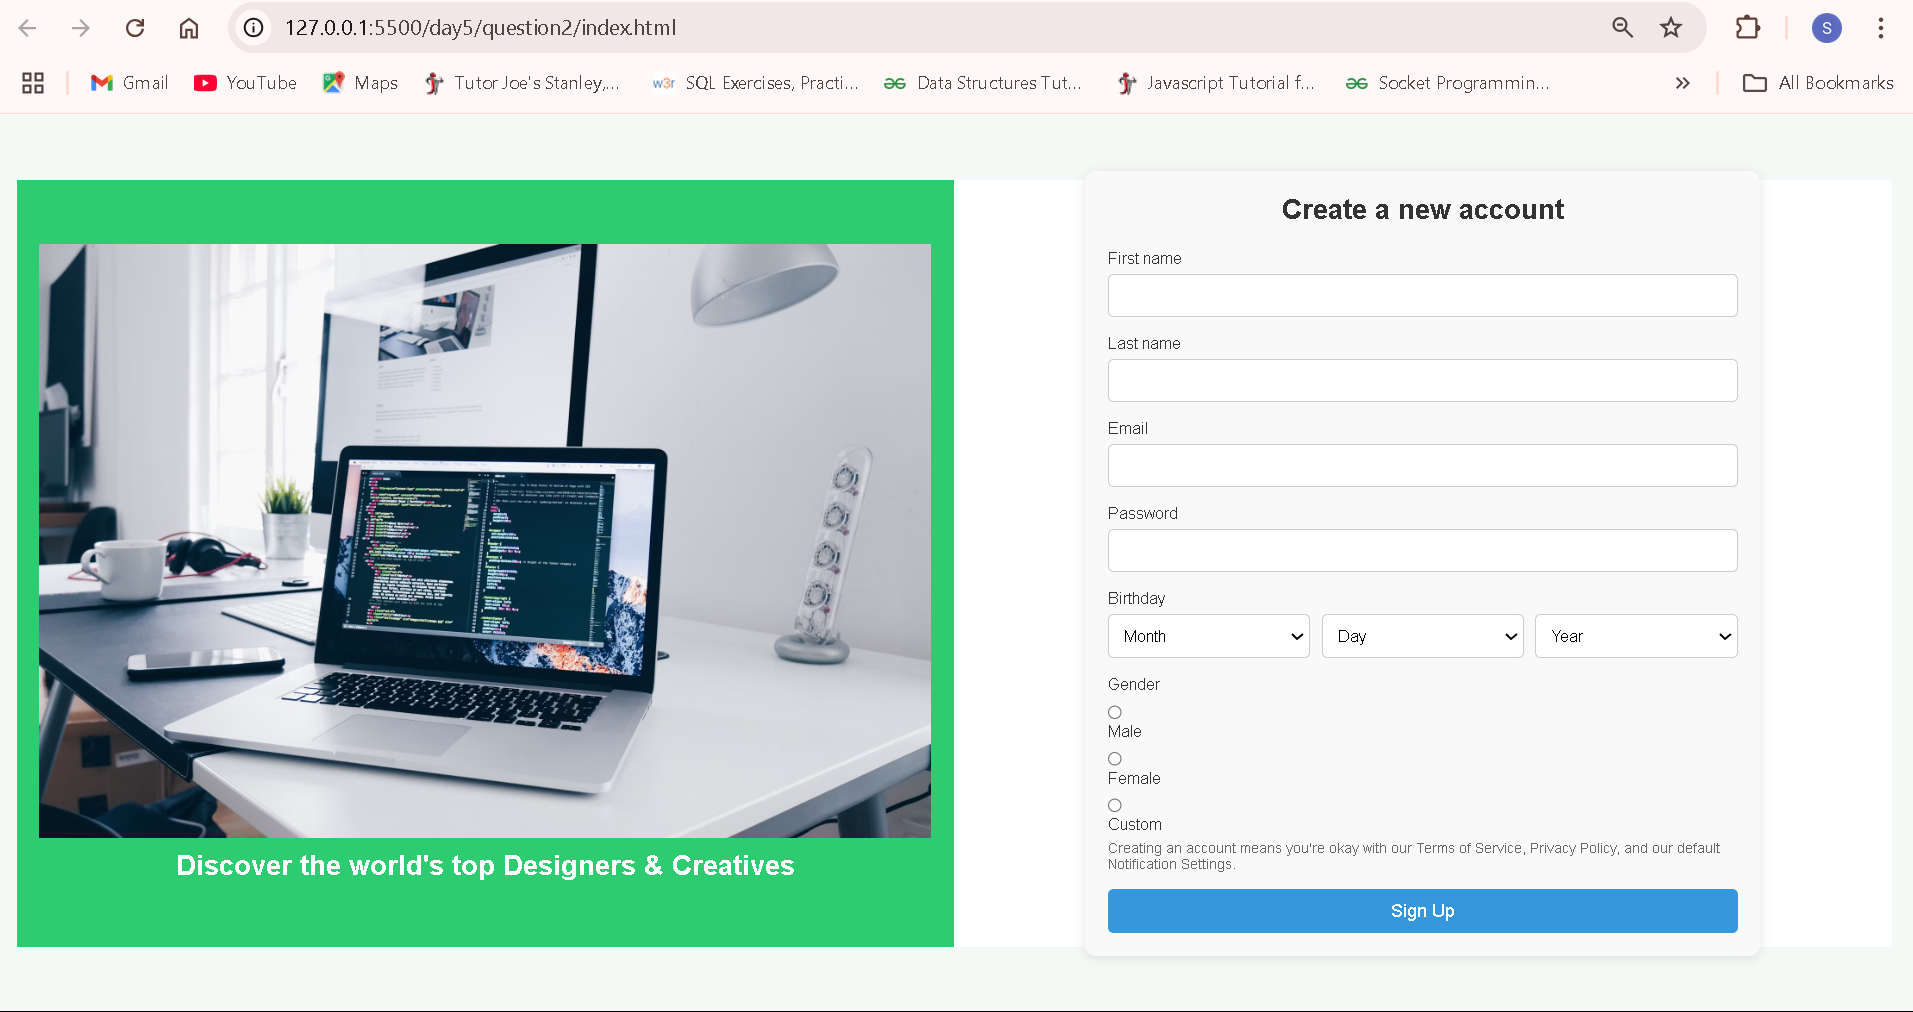 127.0.0.1:5500/day5/question2/index.html
S
Gmail
YouTube
Maps
Tutor Joe's Stanley,...
w3r
SQL Exercises, Practi...
Data Structures Tut...
Javascript Tutorial f...
Socket Programmin...
All Bookmarks
Discover the world's top Designers & Creatives
Create a new account
First name
Last name
Email
Password
Birthday
Month
Day
Year
Gender
Male
Female
Custom
Creating an account means you're okay with our Terms of Service, Privacy Policy, and our default
Notification Settings.
Sign Up